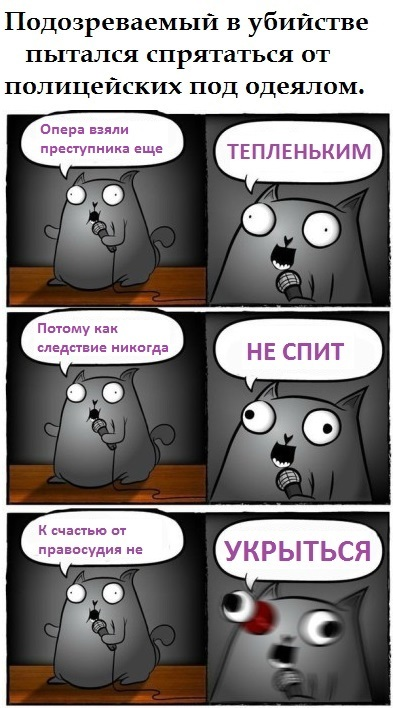 Подозреваемый в убийстве
пытался спрятаться от
полицейских под одеялом.
Опера взяли
преступника еще
ТЕПЛЕНЬКИМ
Потому как
следствие никогда
НЕ СПИТ
К счастью от
правосудия не
УКРЫТЬСЯ